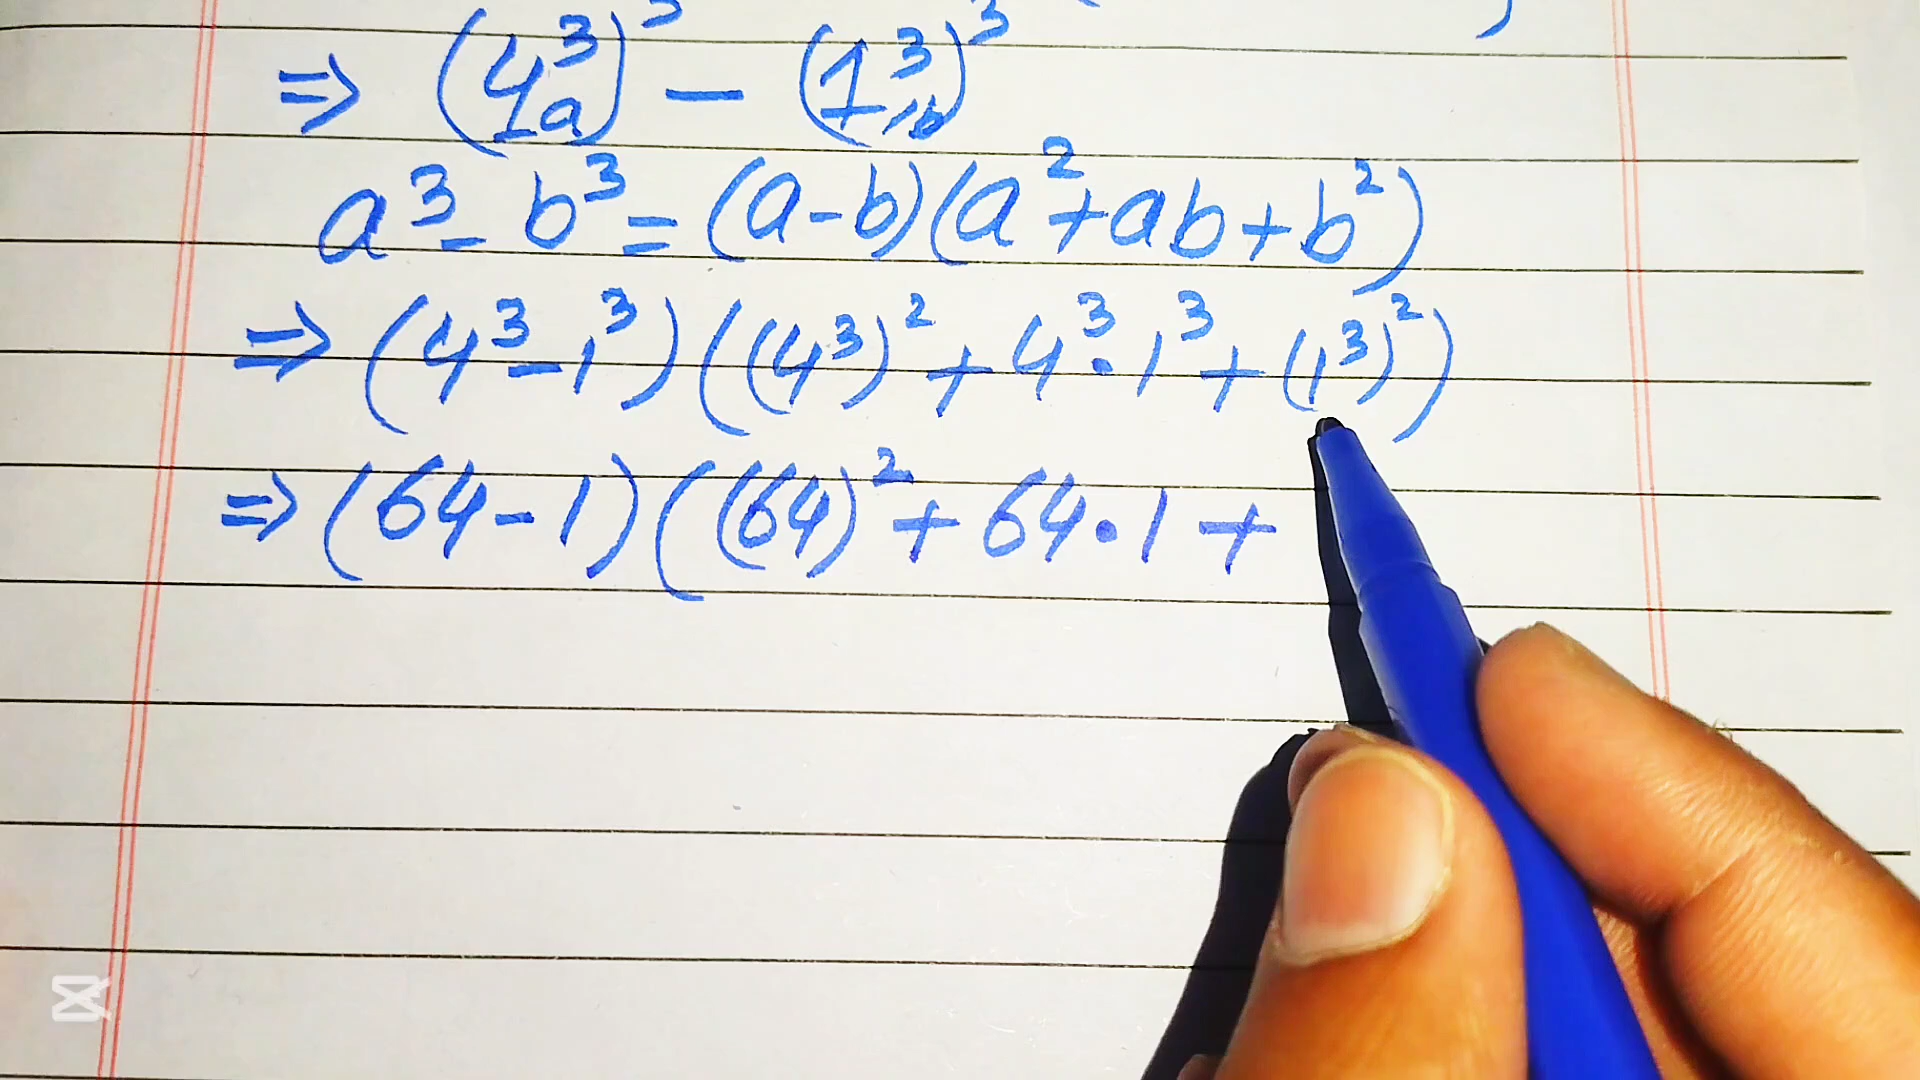 ⇒ (4³)³ − (1³)³
a b
a³ - b³ = (a-b)(a²+ab+b²)
⇒ (4³-1³)((4³)² + 4³·1³ + (1³)²)
⇒ (64-1)((64)² + 64·1 +